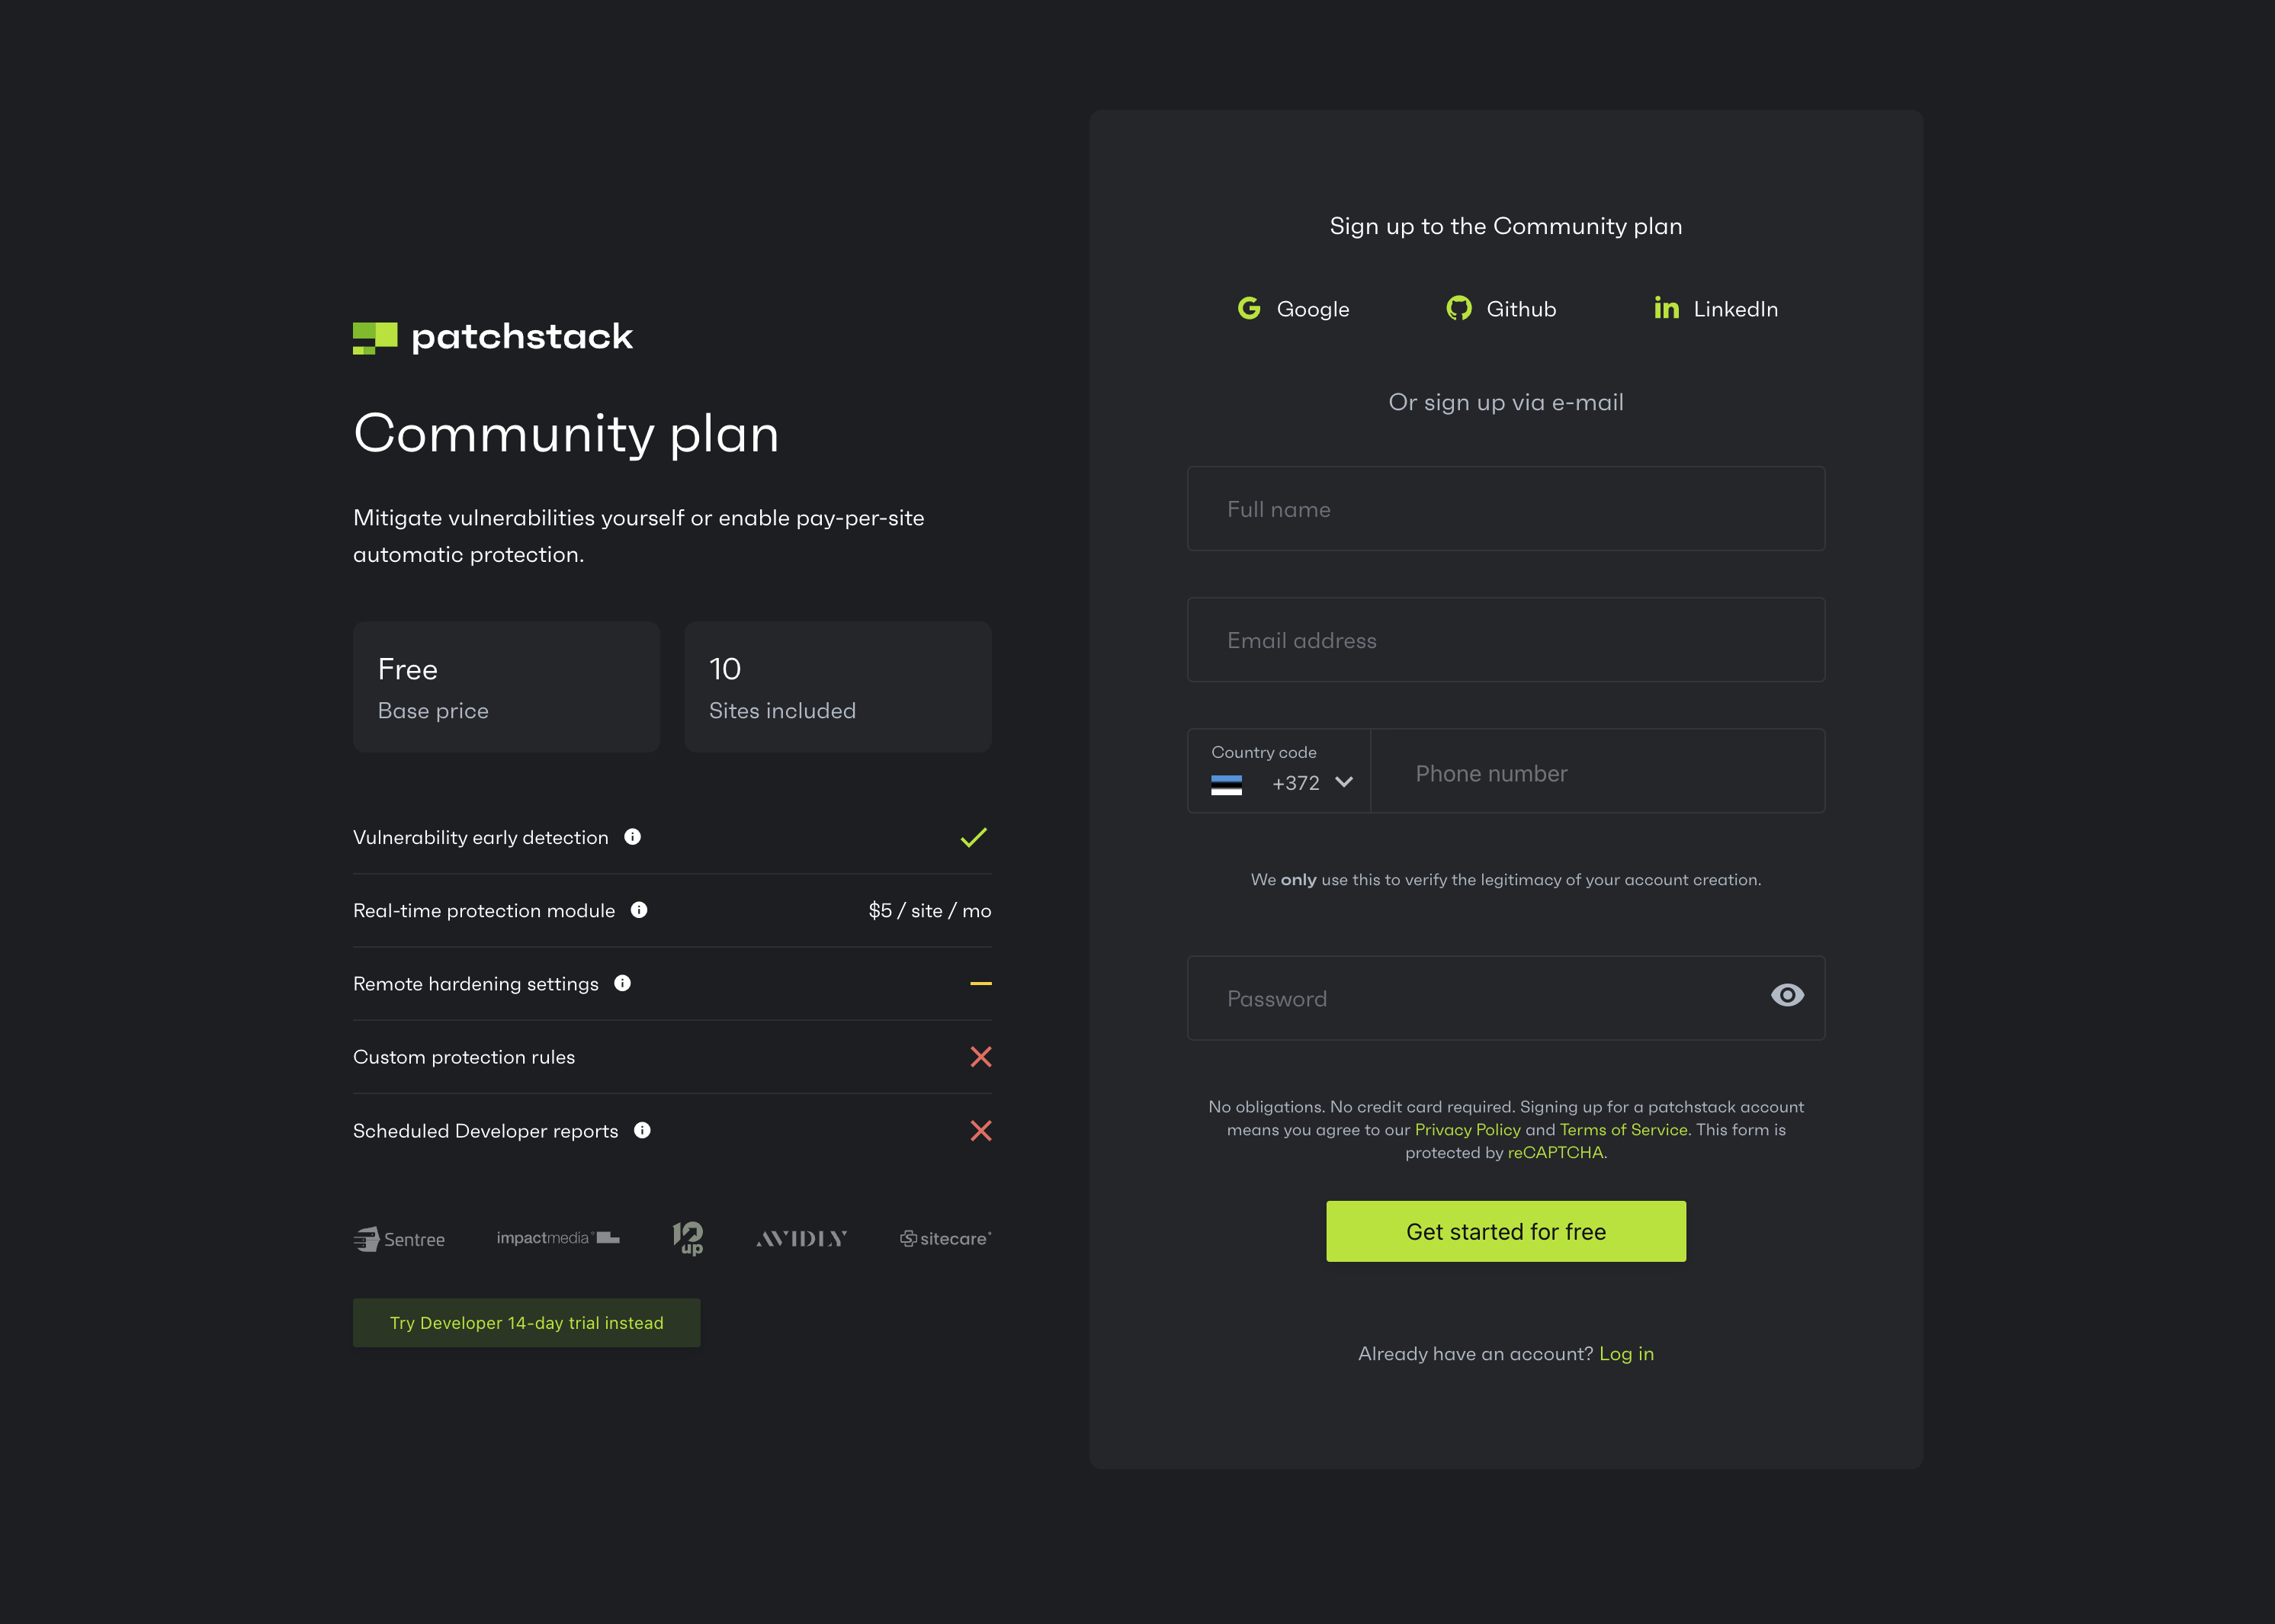 patchstack
Community plan
Mitigate vulnerabilities yourself or enable pay-per-site
automatic protection.
Free
Base price
10
Sites included
Vulnerability early detection
Real-time protection module
$5 / site / mo
Remote hardening settings
Custom protection rules
Scheduled Developer reports
Sentree
impactmedia
12up
AVIDLY
sitecare
Try Developer 14-day trial instead
Sign up to the Community plan
Google
Github
LinkedIn
Or sign up via e-mail
Full name
Email address
Country code
+372
Phone number
We only use this to verify the legitimacy of your account creation.
Password
No obligations. No credit card required. Signing up for a patchstack account
means you agree to our Privacy Policy and Terms of Service. This form is
protected by reCAPTCHA.
Get started for free
Already have an account? Log in